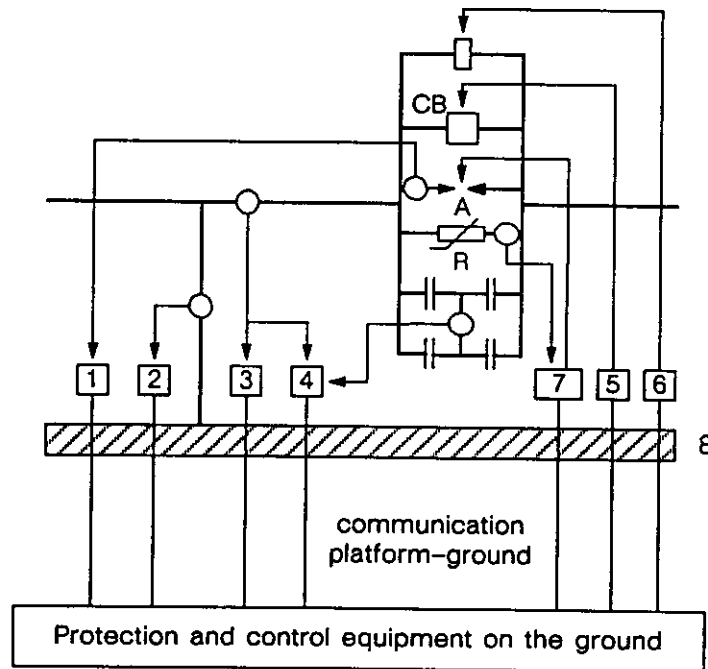 CB
A
R
1
2
3
4
7
5
6
8
communication
platform–ground
Protection and control equipment on the ground